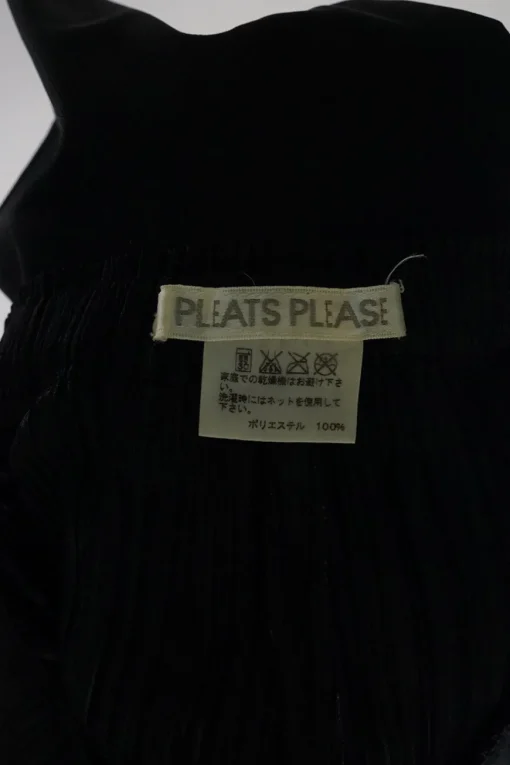 PLEATS PLEASE
家庭での乾燥機はお避け下さ
い。
洗濯時にはネットを使用して
下さい。
ポリエステル 100%